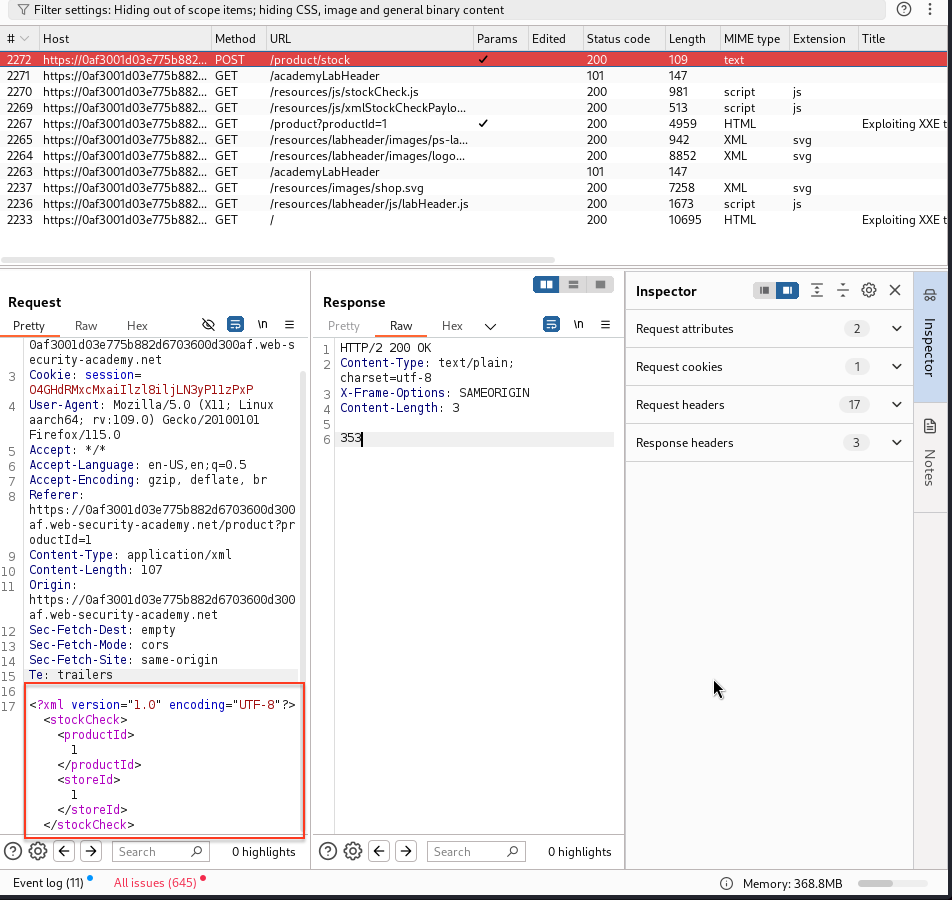 Filter settings: Hiding out of scope items; hiding CSS, image and general binary content
# Host Method URL Params Edited Status code Length MIME type Extension Title
2272 https://0af3001d03e775b882... POST /product/stock ✓ 200 109 text
2271 https://0af3001d03e775b882... GET /academyLabHeader 101 147
2270 https://0af3001d03e775b882... GET /resources/js/stockCheck.js 200 981 script js
2269 https://0af3001d03e775b882... GET /resources/js/xmlStockCheckPaylo... 200 513 script js
2267 https://0af3001d03e775b882... GET /product?productId=1 ✓ 200 4959 HTML Exploiting XXE t
2265 https://0af3001d03e775b882... GET /resources/labheader/images/ps-la... 200 942 XML svg
2264 https://0af3001d03e775b882... GET /resources/labheader/images/logo... 200 8852 XML svg
2263 https://0af3001d03e775b882... GET /academyLabHeader 101 147
2237 https://0af3001d03e775b882... GET /resources/images/shop.svg 200 7258 XML svg
2236 https://0af3001d03e775b882... GET /resources/labheader/js/labHeader.js 200 1673 script js
2233 https://0af3001d03e775b882... GET / 200 10695 HTML Exploiting XXE t
Request
Pretty Raw Hex \n
0af3001d03e775b882d6703600d300af.web-s
ecurity-academy.net
3 Cookie: session=
O4GHdRMxcMxaiIlzl8iljLN3yP1lzPxP
4 User-Agent: Mozilla/5.0 (X11; Linux
aarch64; rv:109.0) Gecko/20100101
Firefox/115.0
5 Accept: */*
6 Accept-Language: en-US,en;q=0.5
7 Accept-Encoding: gzip, deflate, br
8 Referer:
https://0af3001d03e775b882d6703600d300
af.web-security-academy.net/product?pr
oductId=1
9 Content-Type: application/xml
10 Content-Length: 107
11 Origin:
https://0af3001d03e775b882d6703600d300
af.web-security-academy.net
12 Sec-Fetch-Dest: empty
13 Sec-Fetch-Mode: cors
14 Sec-Fetch-Site: same-origin
15 Te: trailers
16
17 <?xml version="1.0" encoding="UTF-8"?>
<stockCheck>
<productId>
1
</productId>
<storeId>
1
</storeId>
</stockCheck>
Search 0 highlights
Response
Pretty Raw Hex \n
1 HTTP/2 200 OK
2 Content-Type: text/plain;
charset=utf-8
3 X-Frame-Options: SAMEORIGIN
4 Content-Length: 3
5
6 353
Search 0 highlights
Inspector
Request attributes 2
Request cookies 1
Request headers 17
Response headers 3
Inspector
Notes
Event log (11) All issues (645) Memory: 368.8MB